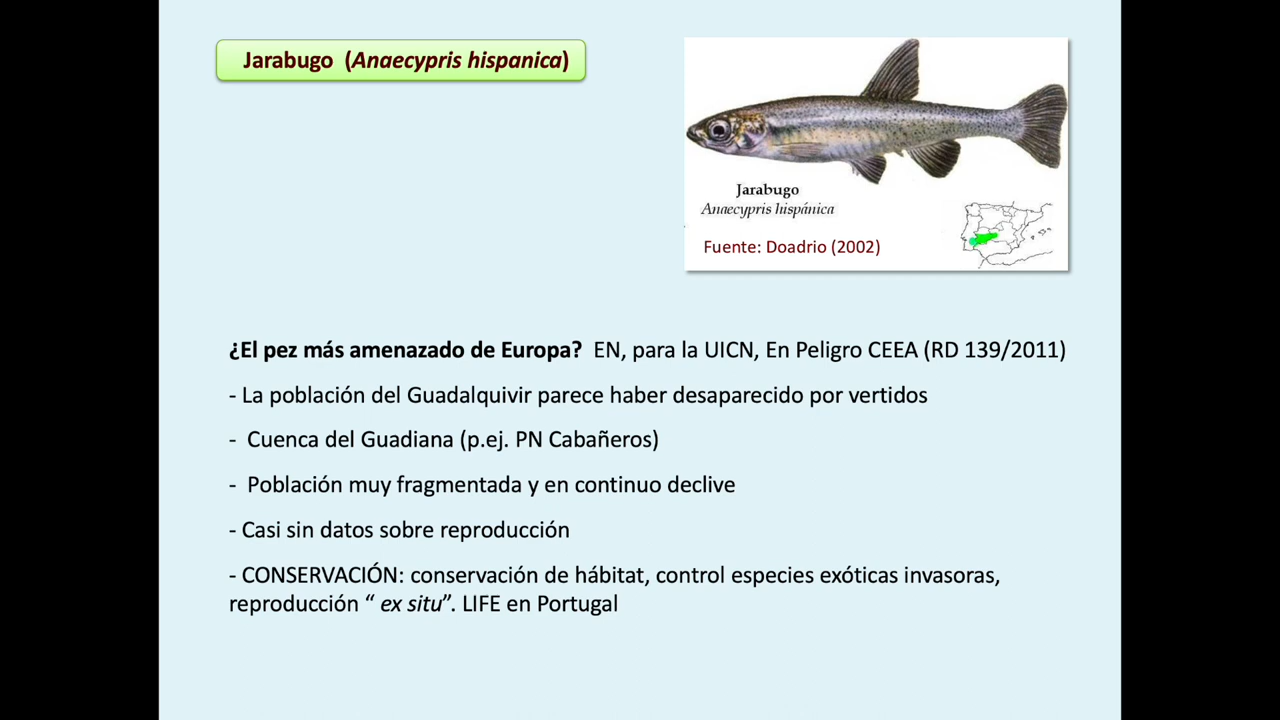 Jarabugo (Anaecypris hispanica)
Jarabugo
Anaecypris hispánica
Fuente: Doadrio (2002)
¿El pez más amenazado de Europa? EN, para la UICN, En Peligro CEEA (RD 139/2011)
- La población del Guadalquivir parece haber desaparecido por vertidos
- Cuenca del Guadiana (p.ej. PN Cabañeros)
- Población muy fragmentada y en continuo declive
- Casi sin datos sobre reproducción
- CONSERVACIÓN: conservación de hábitat, control especies exóticas invasoras,
reproducción “ ex situ”. LIFE en Portugal